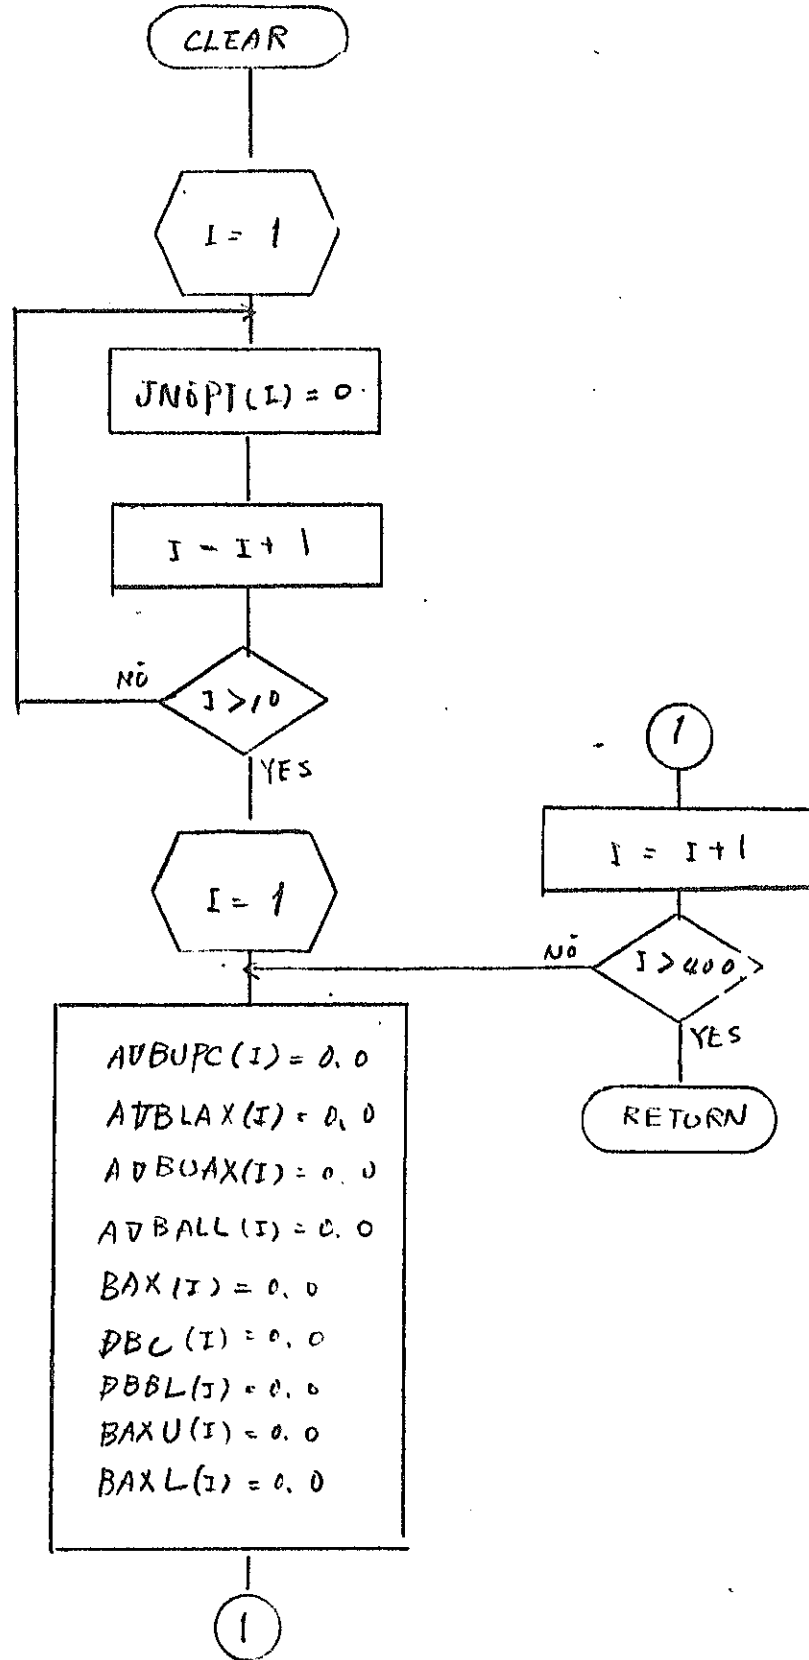 CLEAR
I = 1
JNOPT(I) = 0
I = I + 1
I > 10
NO
YES
I = 1
AVBUPC(I) = 0.0
AVBLAX(I) = 0.0
AVBUAX(I) = 0.0
AVBALL(I) = 0.0
BAX(I) = 0.0
DBC(I) = 0.0
DBBL(I) = 0.0
BAXU(I) = 0.0
BAXL(I) = 0.0
1
1
I = I + 1
I > 400
NO
YES
RETURN